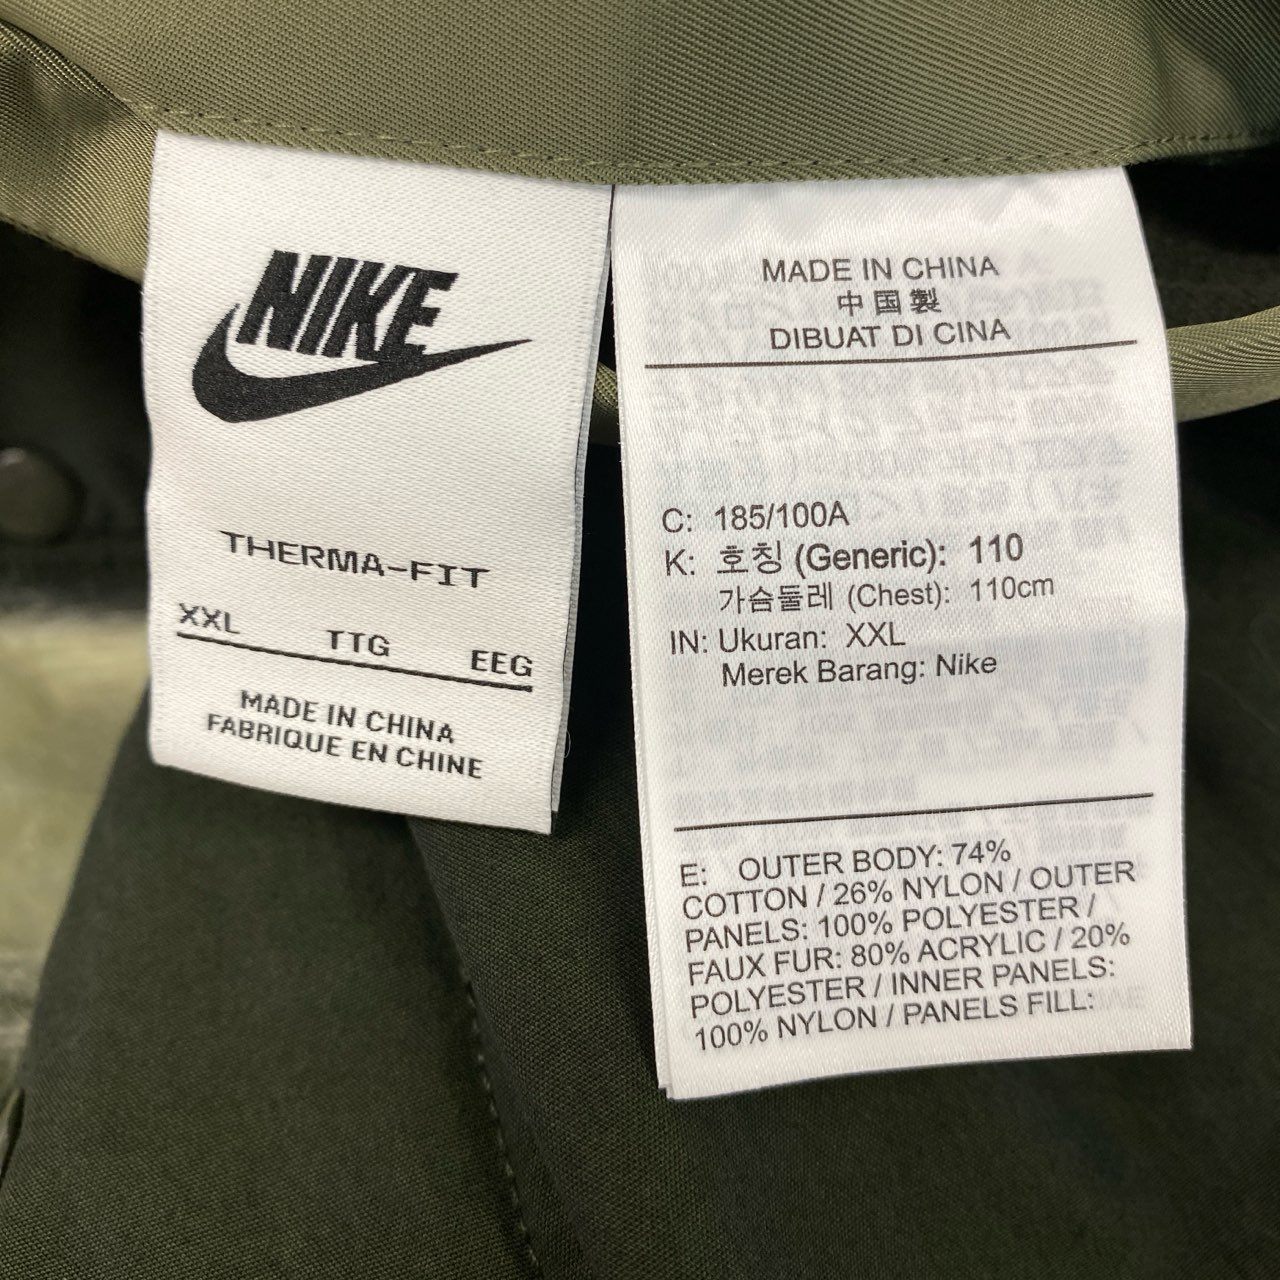 NIKE
THERMA-FIT
XXL TTG EEG
MADE IN CHINA
FABRIQUE EN CHINE
MADE IN CHINA
中国製
DIBUAT DI CINA
C: 185/100A
K: 호칭 (Generic): 110
가슴둘레 (Chest): 110cm
IN: Ukuran: XXL
Merek Barang: Nike
E: OUTER BODY: 74%
COTTON / 26% NYLON / OUTER
PANELS: 100% POLYESTER /
FAUX FUR: 80% ACRYLIC / 20%
POLYESTER / INNER PANELS:
100% NYLON / PANELS FILL: